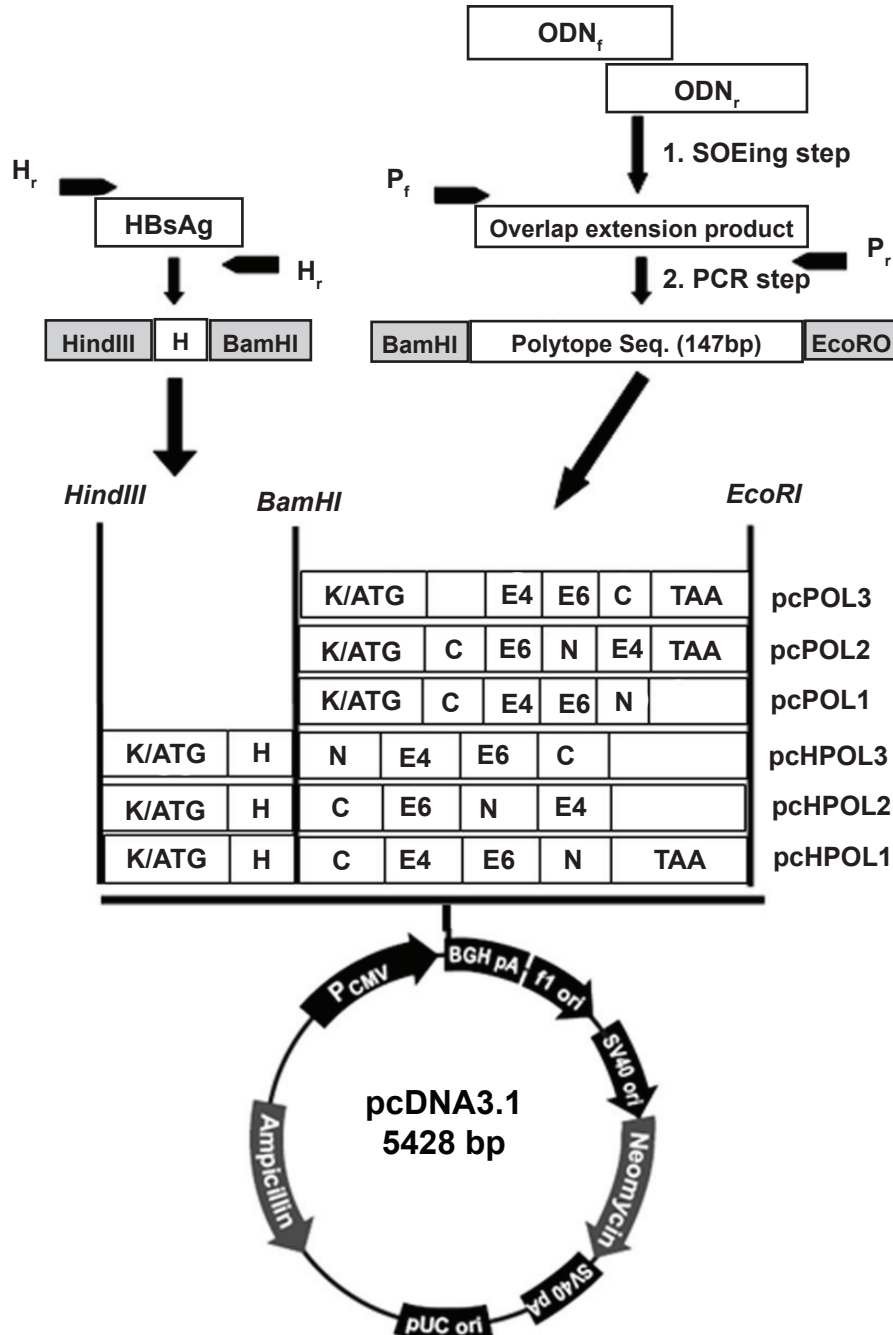 ODNf
ODNr
1. SOEing step
Hr
Pf
HBsAg
Overlap extension product
Hr
Pr
2. PCR step
HindIII H BamHI
BamHI Polytope Seq. (147bp) EcoRO
HindIII
BamHI
EcoRI
K/ATG E4 E6 C TAA pcPOL3
K/ATG C E6 N E4 TAA pcPOL2
K/ATG C E4 E6 N pcPOL1
K/ATG H N E4 E6 C pcHPOL3
K/ATG H C E6 N E4 pcHPOL2
K/ATG H C E4 E6 N TAA pcHPOL1
PCMV
BGH pA
f1 ori
SV40 ori
pcDNA3.1
5428 bp
Ampicillin
Neomycin
SV40 pA
pUC ori